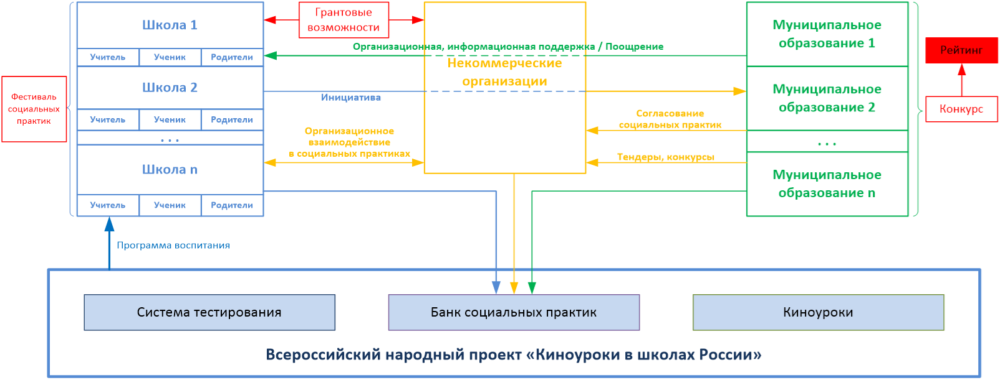 Школа 1
Учитель
Ученик
Родители
Школа 2
Учитель
Ученик
Родители
. . .
Школа n
Учитель
Ученик
Родители
Фестиваль
социальных
практик
Грантовые
возможности
Организационная, информационная поддержка / Поощрение
Некоммерческие
организации
Инициатива
Организационное
взаимодействие
в социальных практиках
Согласование
социальных практик
Тендеры, конкурсы
Муниципальное
образование 1
Муниципальное
образование 2
. . .
Муниципальное
образование n
Рейтинг
Конкурс
Программа воспитания
Система тестирования
Банк социальных практик
Киноуроки
Всероссийский народный проект «Киноуроки в школах России»